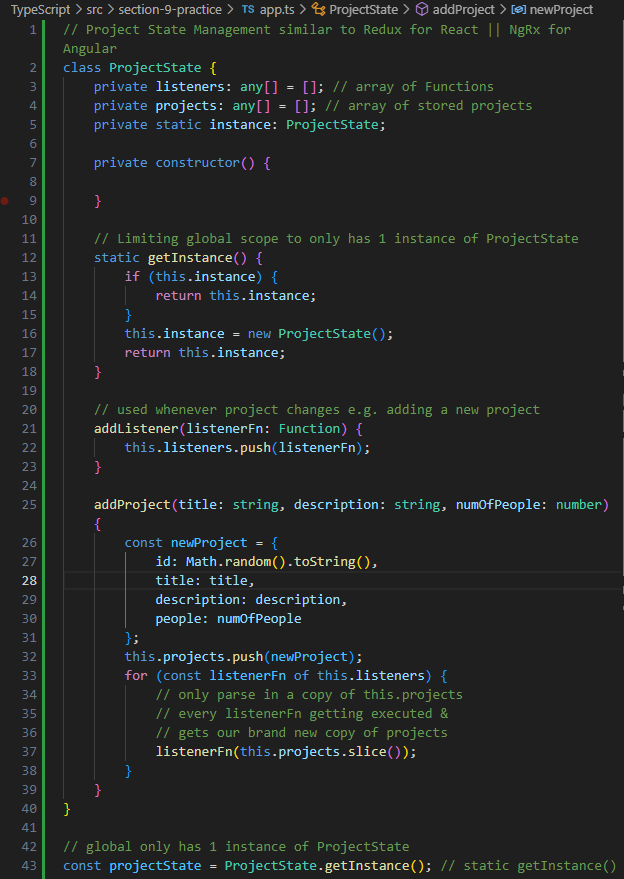 TypeScript > src > section-9-practice > TS app.ts > ProjectState > addProject > newProject
1 // Project State Management similar to Redux for React || NgRx for
Angular
2 class ProjectState {
3     private listeners: any[] = []; // array of Functions
4     private projects: any[] = []; // array of stored projects
5     private static instance: ProjectState;
6
7     private constructor() {
8
9     }
10
11     // Limiting global scope to only has 1 instance of ProjectState
12     static getInstance() {
13         if (this.instance) {
14             return this.instance;
15         }
16         this.instance = new ProjectState();
17         return this.instance;
18     }
19
20     // used whenever project changes e.g. adding a new project
21     addListener(listenerFn: Function) {
22         this.listeners.push(listenerFn);
23     }
24
25     addProject(title: string, description: string, numOfPeople: number)
{
26         const newProject = {
27             id: Math.random().toString(),
28             title: title,
29             description: description,
30             people: numOfPeople
31         };
32         this.projects.push(newProject);
33         for (const listenerFn of this.listeners) {
34             // only parse in a copy of this.projects
35             // every listenerFn getting executed &
36             // gets our brand new copy of projects
37             listenerFn(this.projects.slice());
38         }
39     }
40 }
41
42 // global only has 1 instance of ProjectState
43 const projectState = ProjectState.getInstance(); // static getInstance()